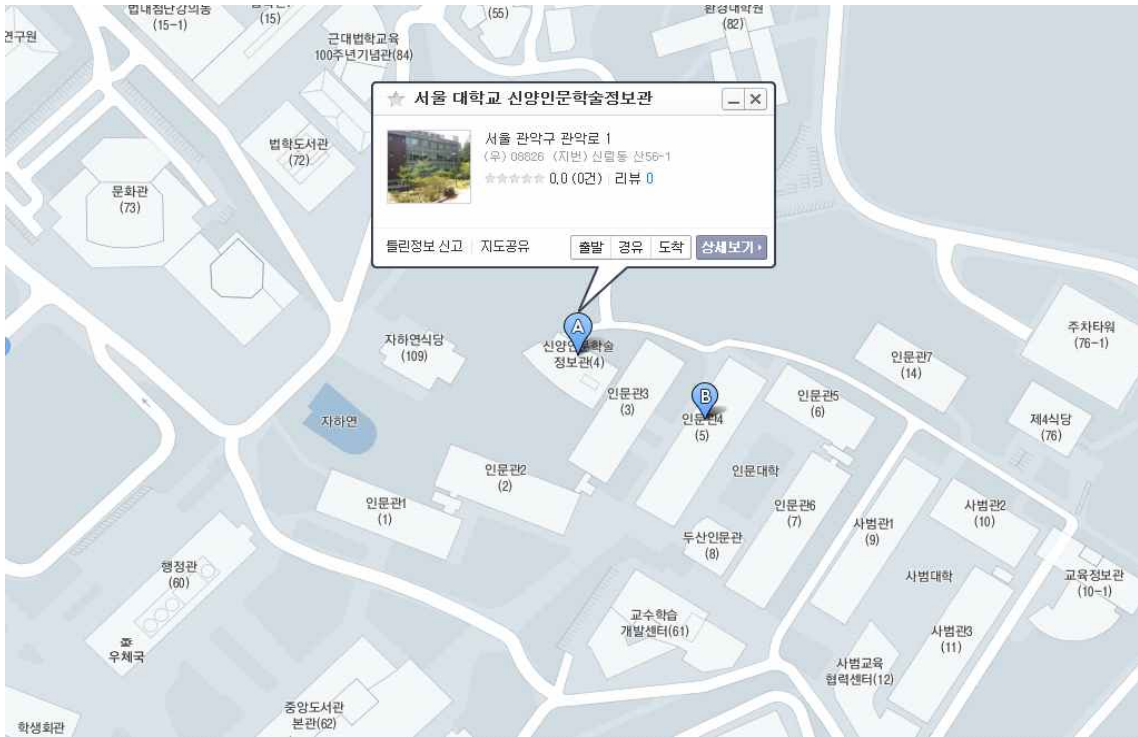 법대첨단강의동
(15-1)
(15)
(55)
환경대학원
(82)
연구원
근대법학교육
100주년기념관(84)
서울 대학교 신양인문학술정보관
서울 관악구 관악로 1
(우) 08826 (지번) 신림동 산56-1
0.0 (0건) 리뷰 0
틀린정보 신고 지도공유 출발 경유 도착 상세보기
법학도서관
(72)
문화관
(73)
자하연식당
(109)
A
신양인문학술
정보관(4)
주차타워
(76-1)
인문관7
(14)
인문관3
(3)
B
인문관4
(5)
인문관5
(6)
제4식당
(76)
자하연
인문관2
(2)
인문대학
인문관1
(1)
인문관6
(7)
사범관1
(9)
사범관2
(10)
두산인문관
(8)
행정관
(60)
사범대학
교육정보관
(10-1)
교수학습
개발센터(61)
사범관3
(11)
우체국
사범교육
협력센터(12)
중앙도서관
본관(62)
학생회관